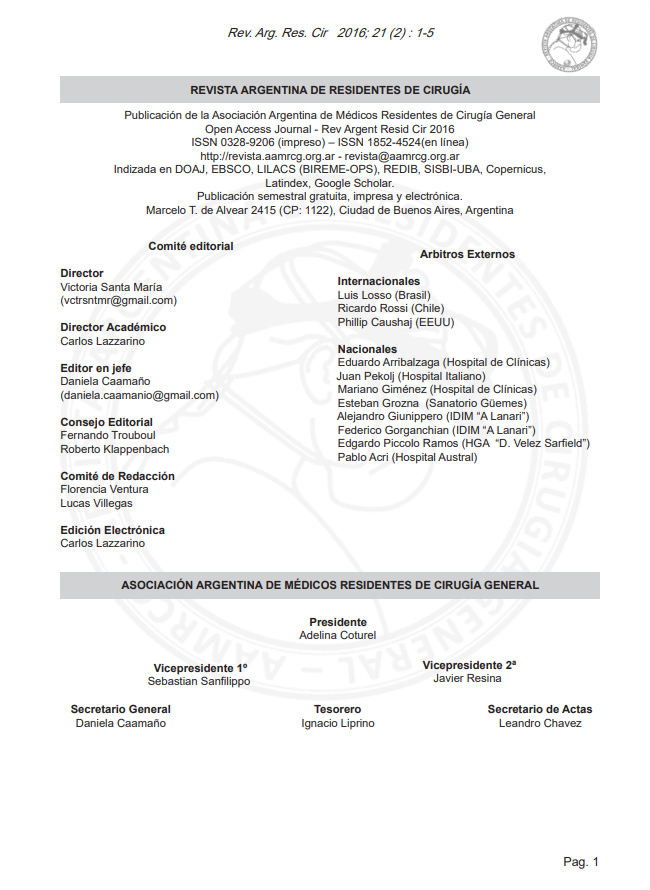 Rev. Arg. Res. Cir 2016; 21 (2) : 1-5
REVISTA ARGENTINA DE RESIDENTES DE CIRUGÍA
Publicación de la Asociación Argentina de Médicos Residentes de Cirugía General
Open Access Journal - Rev Argent Resid Cir 2016
ISSN 0328-9206 (impreso) – ISSN 1852-4524(en línea)
http://revista.aamrcg.org.ar - revista@aamrcg.org.ar
Indizada en DOAJ, EBSCO, LILACS (BIREME-OPS), REDIB, SISBI-UBA, Copernicus,
Latindex, Google Scholar.
Publicación semestral gratuita, impresa y electrónica.
Marcelo T. de Alvear 2415 (CP: 1122), Ciudad de Buenos Aires, Argentina
Comité editorial
Director
Victoria Santa María
(vctrsntmr@gmail.com)
Director Académico
Carlos Lazzarino
Editor en jefe
Daniela Caamaño
(daniela.caamanio@gmail.com)
Consejo Editorial
Fernando Trouboul
Roberto Klappenbach
Comité de Redacción
Florencia Ventura
Lucas Villegas
Edición Electrónica
Carlos Lazzarino
Arbitros Externos
Internacionales
Luis Losso (Brasil)
Ricardo Rossi (Chile)
Phillip Caushaj (EEUU)
Nacionales
Eduardo Arribalzaga (Hospital de Clínicas)
Juan Pekolj (Hospital Italiano)
Mariano Giménez (Hospital de Clínicas)
Esteban Grozna (Sanatorio Güemes)
Alejandro Giunippero (IDIM “A Lanari”)
Federico Gorganchian (IDIM “A Lanari”)
Edgardo Piccolo Ramos (HGA “D. Velez Sarfield”)
Pablo Acri (Hospital Austral)
ASOCIACIÓN ARGENTINA DE MÉDICOS RESIDENTES DE CIRUGÍA GENERAL
Presidente
Adelina Coturel
Vicepresidente 1º
Sebastian Sanfilippo
Vicepresidente 2ª
Javier Resina
Secretario General
Daniela Caamaño
Tesorero
Ignacio Liprino
Secretario de Actas
Leandro Chavez
Pag. 1